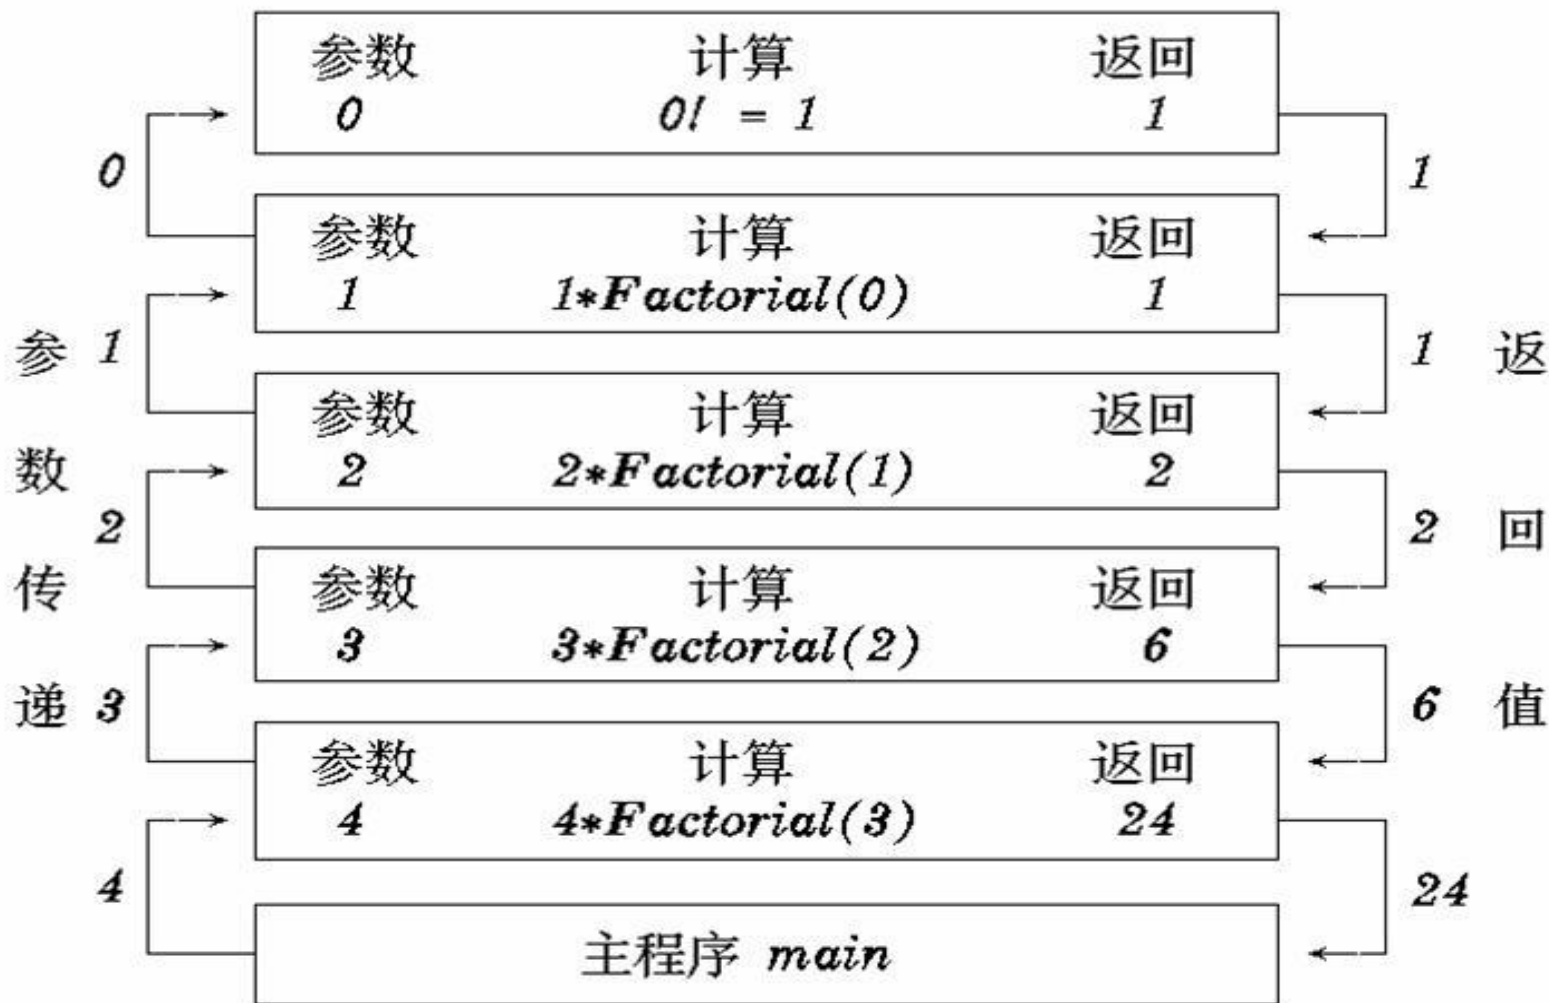 参数 计算 返回
0 0! = 1 1
0 1
参数 计算 返回
1 1*Factorial(0) 1
1 1
参数 计算 返回
2 2*Factorial(1) 2
2 2
参数 计算 返回
3 3*Factorial(2) 6
3 6
参数 计算 返回
4 4*Factorial(3) 24
4 24
主程序 main
参数传递
返回值